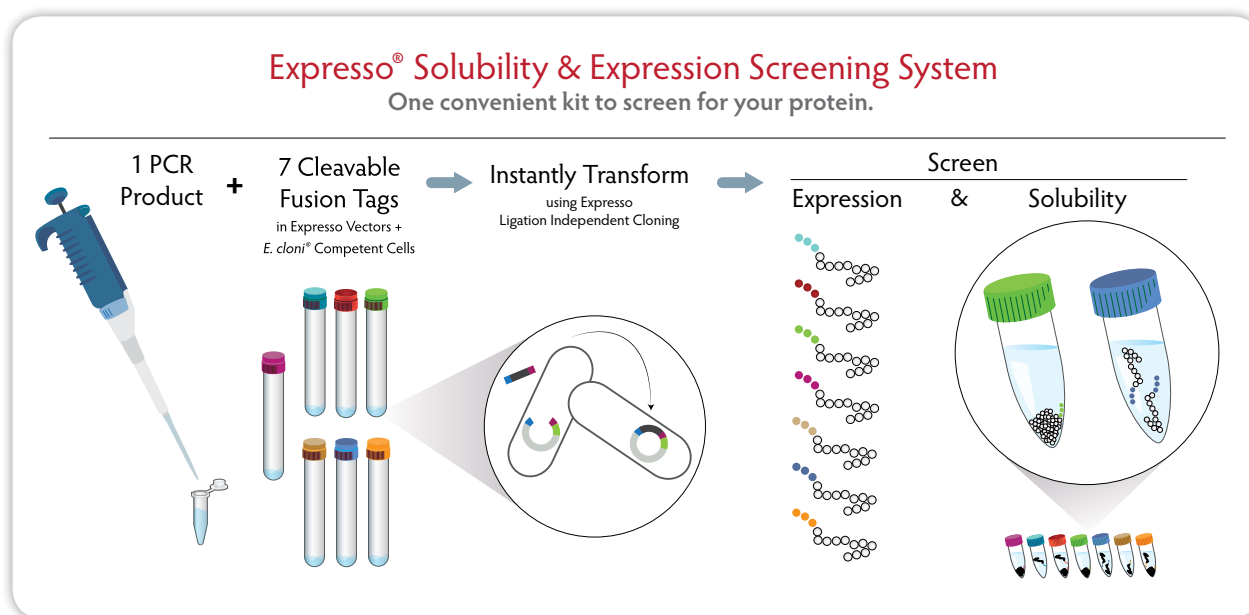 Expresso® Solubility & Expression Screening System
One convenient kit to screen for your protein.
1 PCR
Product
+
7 Cleavable
Fusion Tags
in Expresso Vectors +
E. cloni® Competent Cells
Instantly Transform
using Expresso
Ligation Independent Cloning
Screen
Expression & Solubility